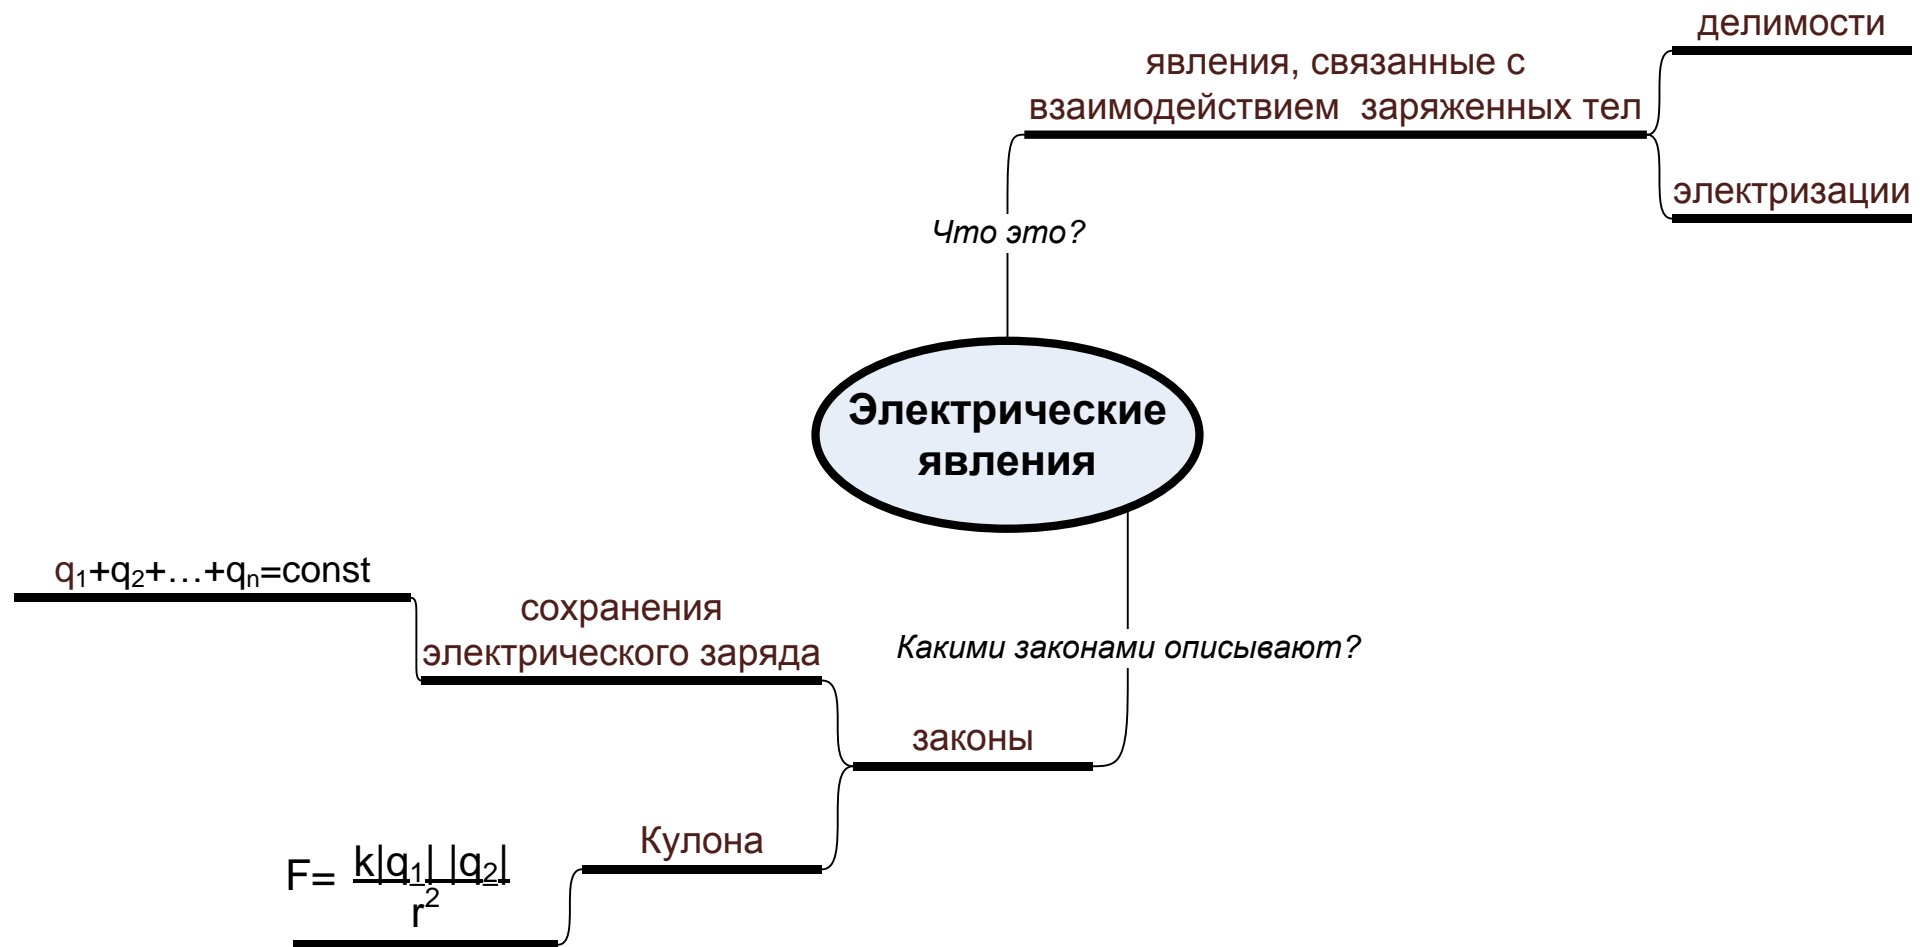 делимости
явления, связанные с
взаимодействием заряженных тел
электризации
Что это?
Электрические
явления
q₁+q₂+…+qₙ=const
сохранения
электрического заряда
Какими законами описывают?
законы
Кулона
F= k|q₁| |q₂|
r²